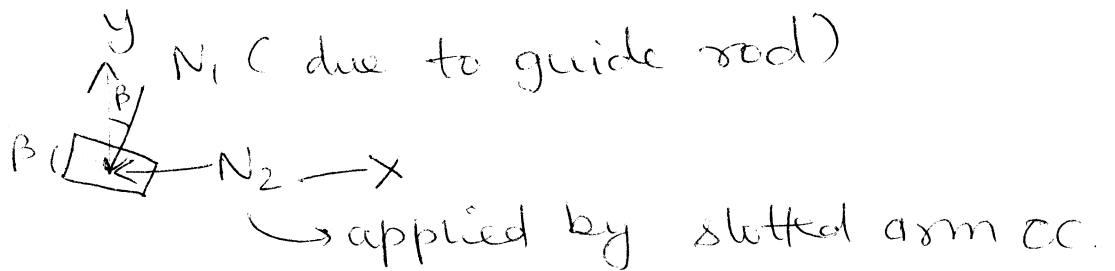 y
N₁ ( due to guide rod)
β
β N₂ X
applied by slotted arm CC.